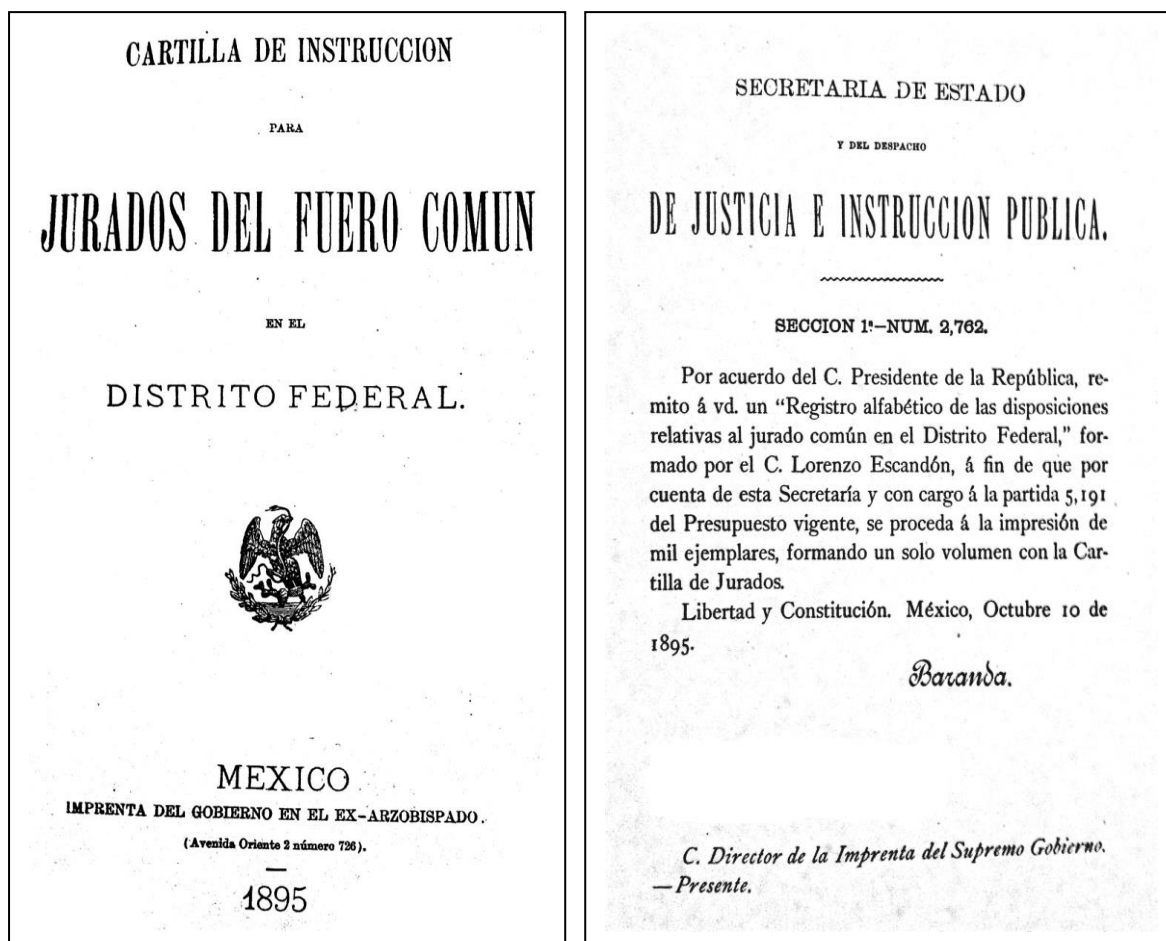 CARTILLA DE INSTRUCCION
PARA
JURADOS DEL FUERO COMUN
EN EL
DISTRITO FEDERAL.
MEXICO
IMPRENTA DEL GOBIERNO EN EL EX-ARZOBISPADO.
(Avenida Oriente 2 número 726).
1895
SECRETARIA DE ESTADO
Y DEL DESPACHO
DE JUSTICIA E INSTRUCCION PUBLICA.
SECCION 1ª—NUM. 2,762.
Por acuerdo del C. Presidente de la República, re-
mito á vd. un “Registro alfabético de las disposiciones
relativas al jurado común en el Distrito Federal,” for-
mado por el C. Lorenzo Escandón, á fin de que por
cuenta de esta Secretaría y con cargo á la partida 5,191
del Presupuesto vigente, se proceda á la impresión de
mil ejemplares, formando un solo volumen con la Car-
tilla de Jurados.
Libertad y Constitución. México, Octubre 10 de
1895.
Baranda.
C. Director de la Imprenta del Supremo Gobierno.
—Presente.